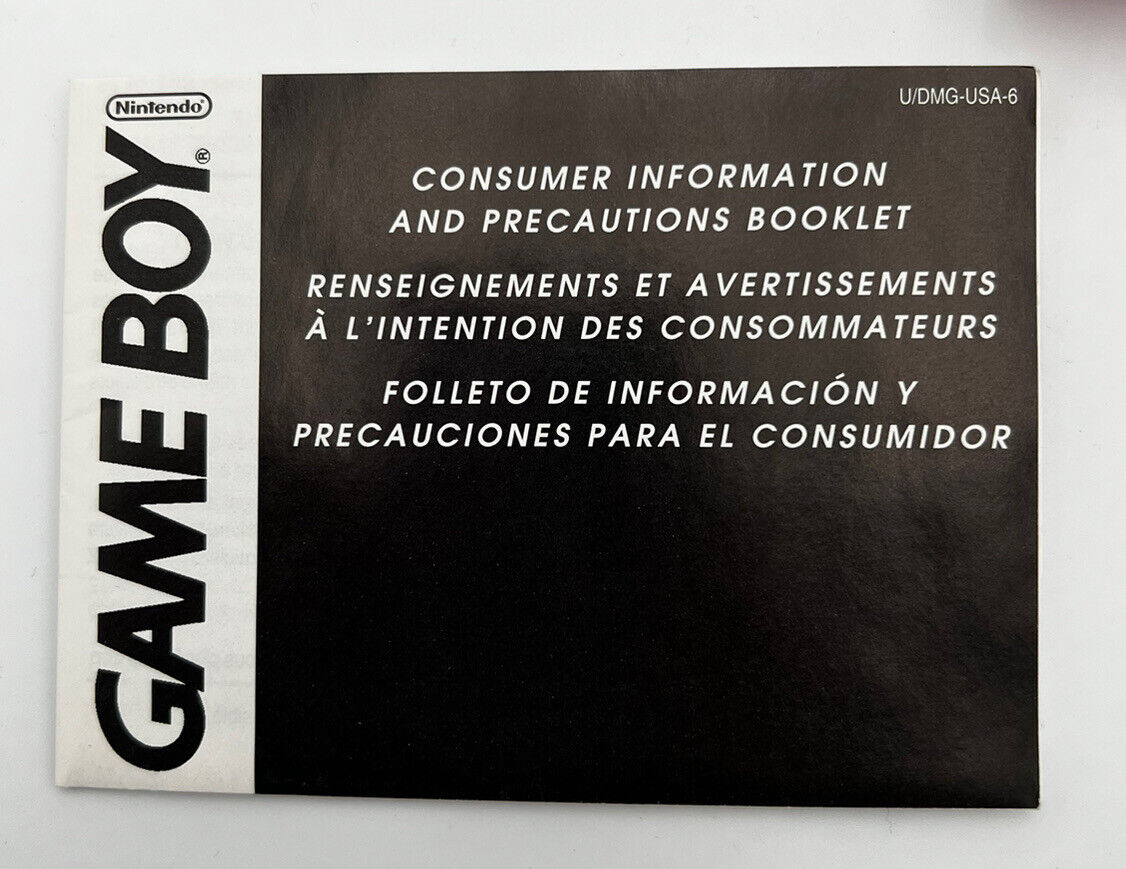 Nintendo®
GAME BOY®
U/DMG-USA-6
CONSUMER INFORMATION
AND PRECAUTIONS BOOKLET
RENSEIGNEMENTS ET AVERTISSEMENTS
À L'INTENTION DES CONSOMMATEURS
FOLLETO DE INFORMACIÓN Y
PRECAUCIONES PARA EL CONSUMIDOR